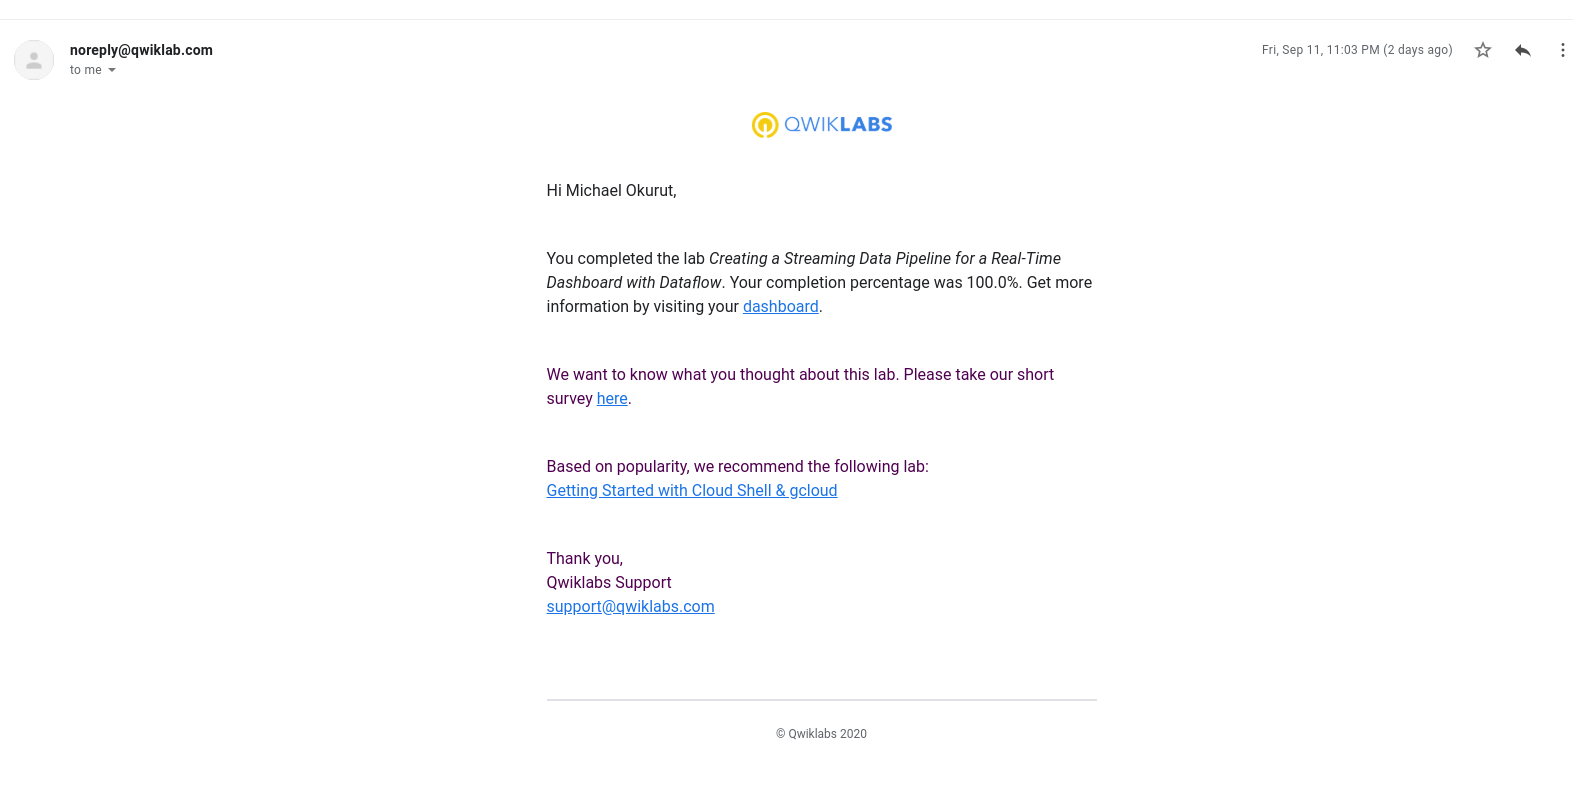 noreply@qwiklab.com
Fri, Sep 11, 11:03 PM (2 days ago)
to me
QWIKLABS
Hi Michael Okurut,
You completed the lab Creating a Streaming Data Pipeline for a Real-Time
Dashboard with Dataflow. Your completion percentage was 100.0%. Get more
information by visiting your dashboard.
We want to know what you thought about this lab. Please take our short
survey here.
Based on popularity, we recommend the following lab:
Getting Started with Cloud Shell & gcloud
Thank you,
Qwiklabs Support
support@qwiklabs.com
© Qwiklabs 2020